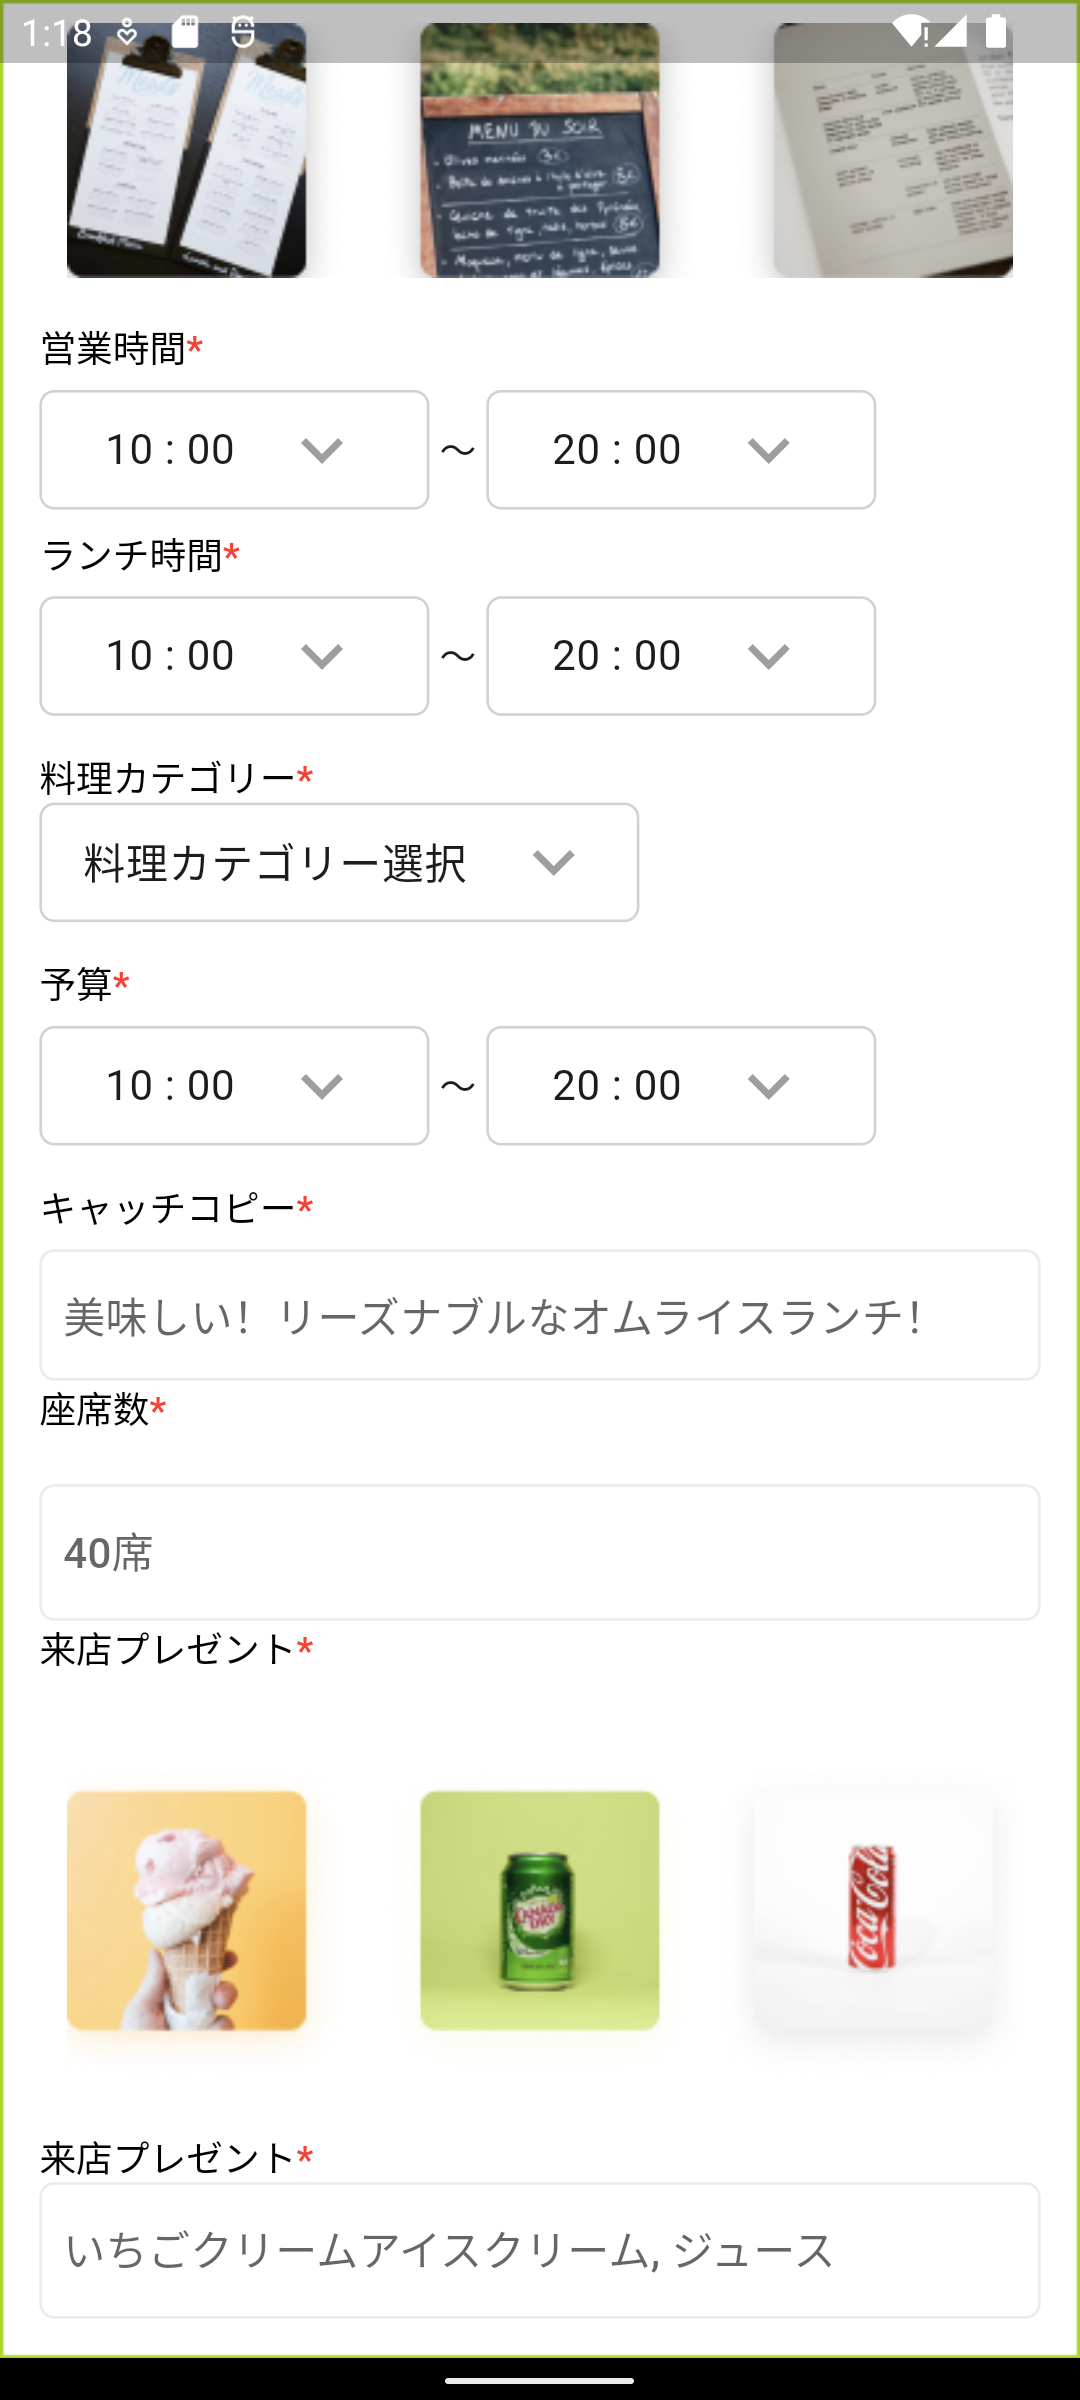 1:18
Meads
MENU DU SOIR
営業時間*
10 : 00 ～ 20 : 00
ランチ時間*
10 : 00 ～ 20 : 00
料理カテゴリー*
料理カテゴリー選択
予算*
10 : 00 ～ 20 : 00
キャッチコピー*
美味しい！リーズナブルなオムライスランチ！
座席数*
40席
来店プレゼント*
CANADA DRY
Coca-Cola
来店プレゼント*
いちごクリームアイスクリーム, ジュース